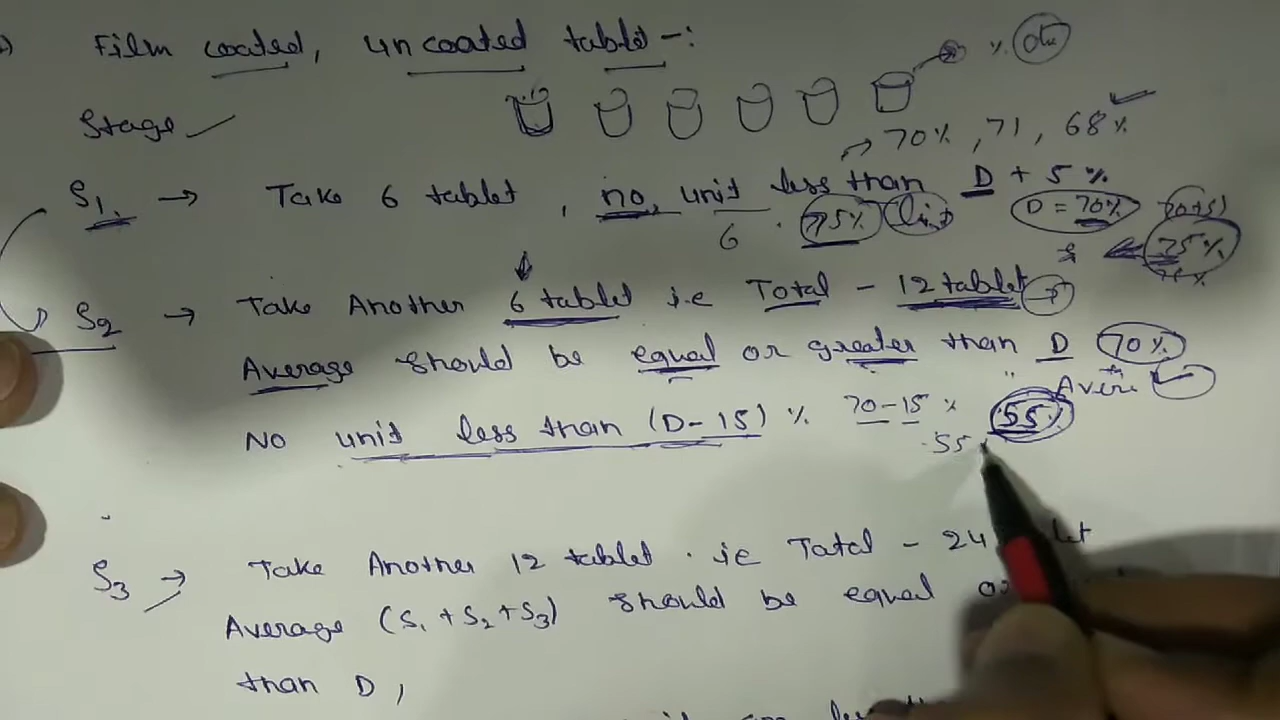 Film coated, uncoated tablet -:
Stage
70%, 71, 68%
S1. → Take 6 tablet, no, unit less than D + 5%
6 . 75% D = 70% 75%
S2 → Take Another 6 tablet i.e Total - 12 tablet
Average should be equal or greater than D 70%
No unit less than (D-15) % 70-15 % 55%
55
S3 → Take Another 12 tablet . ie Total - 24
Average (S1 + S2 + S3) should be equal
than D,